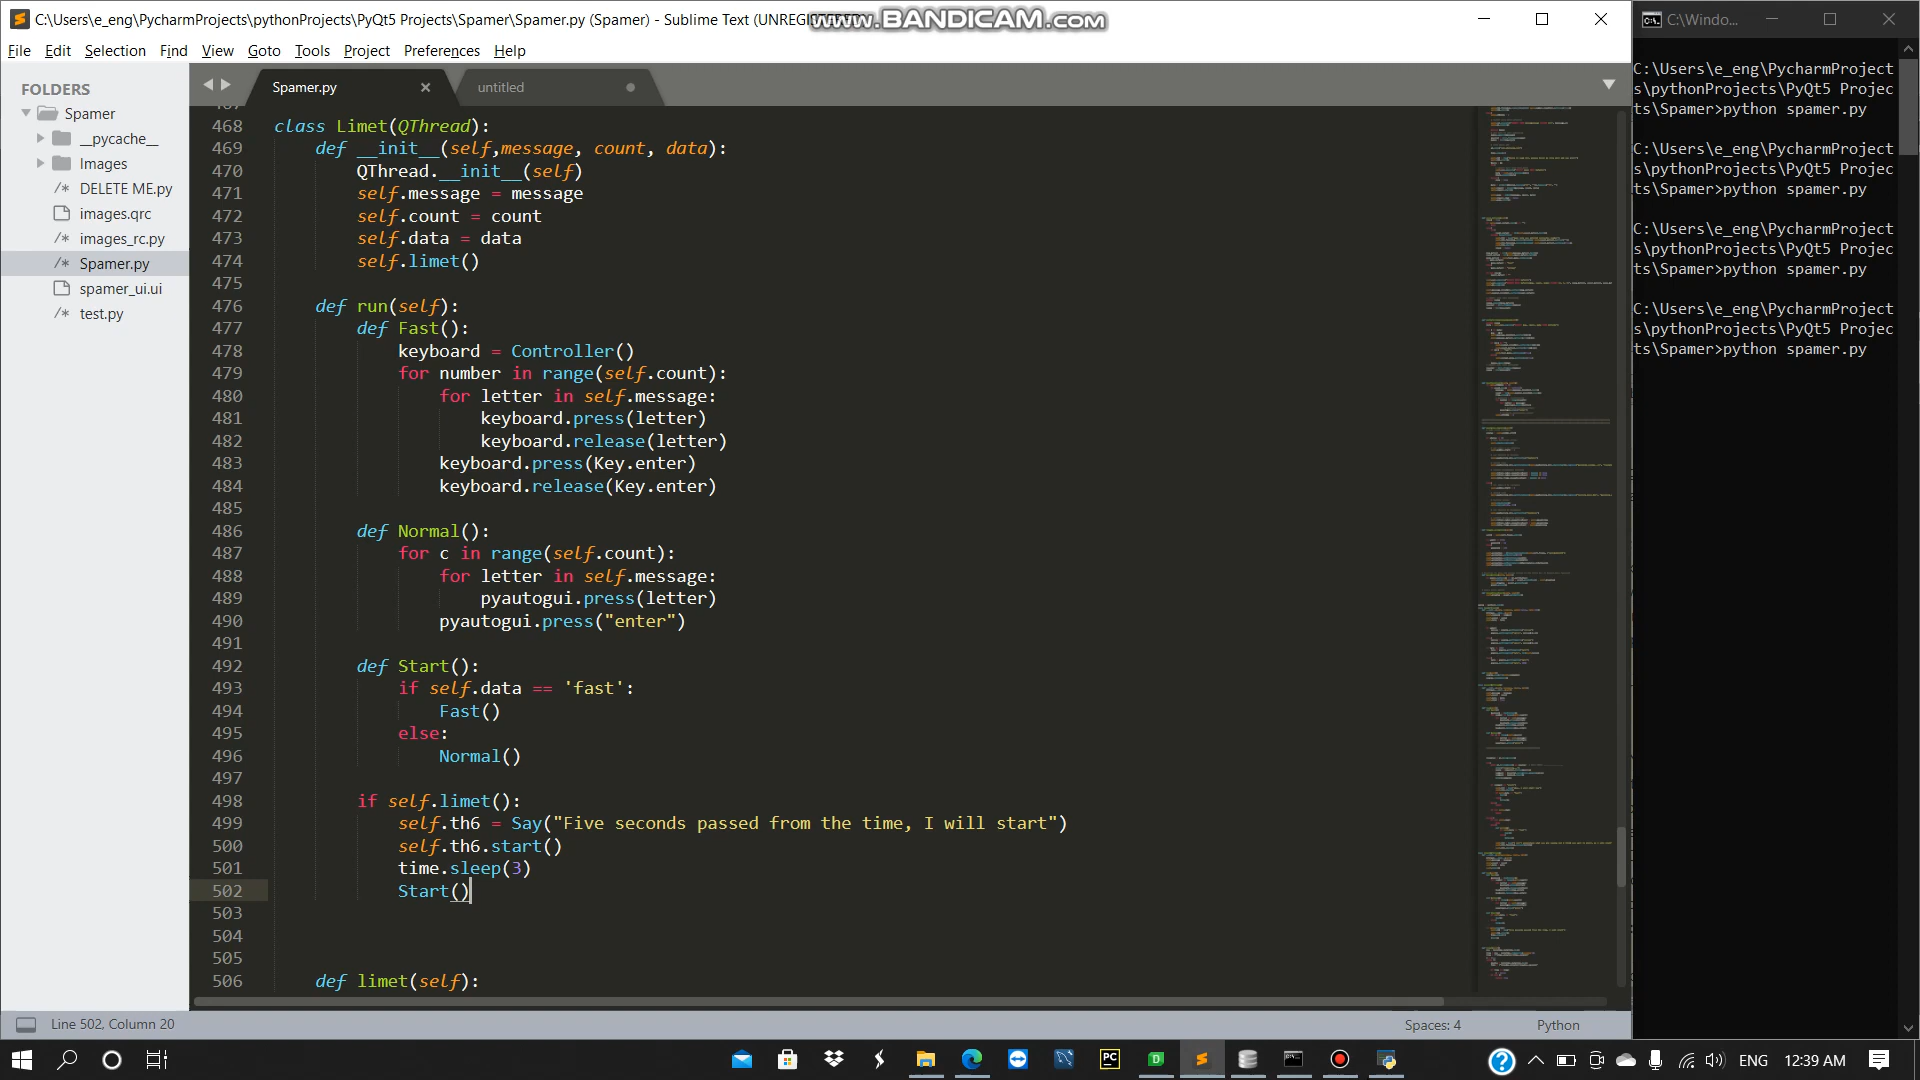 C:\Users\e_eng\PycharmProjects\pythonProjects\PyQt5 Projects\Spamer\Spamer.py (Spamer) - Sublime Text (UNREGISTERED)
www.BANDICAM.com
File Edit Selection Find View Goto Tools Project Preferences Help
FOLDERS
Spamer
__pycache__
Images
DELETE ME.py
images.qrc
images_rc.py
Spamer.py
spamer_ui.ui
test.py
Spamer.py
untitled
468 class Limet(QThread):
469 def __init__(self,message, count, data):
470 QThread.__init__(self)
471 self.message = message
472 self.count = count
473 self.data = data
474 self.limet()
475
476 def run(self):
477 def Fast():
478 keyboard = Controller()
479 for number in range(self.count):
480 for letter in self.message:
481 keyboard.press(letter)
482 keyboard.release(letter)
483 keyboard.press(Key.enter)
484 keyboard.release(Key.enter)
485
486 def Normal():
487 for c in range(self.count):
488 for letter in self.message:
489 pyautogui.press(letter)
490 pyautogui.press("enter")
491
492 def Start():
493 if self.data == 'fast':
494 Fast()
495 else:
496 Normal()
497
498 if self.limet():
499 self.th6 = Say("Five seconds passed from the time, I will start")
500 self.th6.start()
501 time.sleep(3)
502 Start()
503
504
505
506 def limet(self):
Line 502, Column 20
Spaces: 4
Python
C:\Windo...
C:\Users\e_eng\PycharmProject
s\pythonProjects\PyQt5 Projec
ts\Spamer>python spamer.py
C:\Users\e_eng\PycharmProject
s\pythonProjects\PyQt5 Projec
ts\Spamer>python spamer.py
C:\Users\e_eng\PycharmProject
s\pythonProjects\PyQt5 Projec
ts\Spamer>python spamer.py
C:\Users\e_eng\PycharmProject
s\pythonProjects\PyQt5 Projec
ts\Spamer>python spamer.py
PC
ENG
12:39 AM